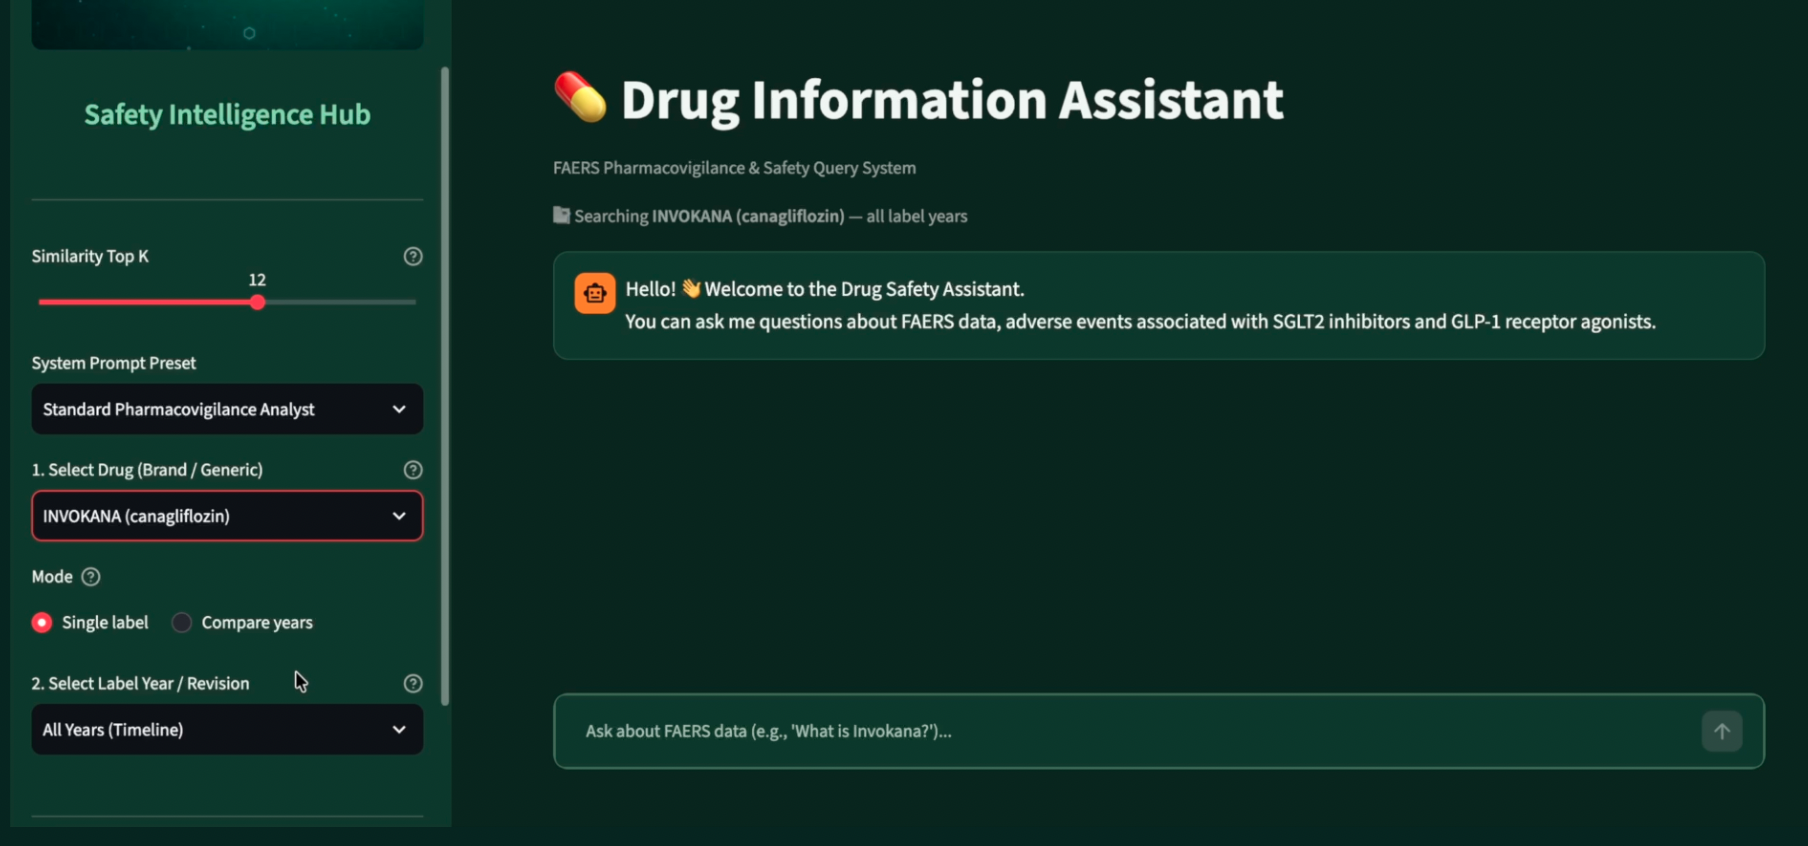 Safety Intelligence Hub
Similarity Top K
12
System Prompt Preset
Standard Pharmacovigilance Analyst
1. Select Drug (Brand / Generic)
INVOKANA (canagliflozin)
Mode
Single label
Compare years
2. Select Label Year / Revision
All Years (Timeline)
Drug Information Assistant
FAERS Pharmacovigilance & Safety Query System
Searching INVOKANA (canagliflozin) — all label years
Hello! 👋 Welcome to the Drug Safety Assistant.
You can ask me questions about FAERS data, adverse events associated with SGLT2 inhibitors and GLP-1 receptor agonists.
Ask about FAERS data (e.g., 'What is Invokana?')...